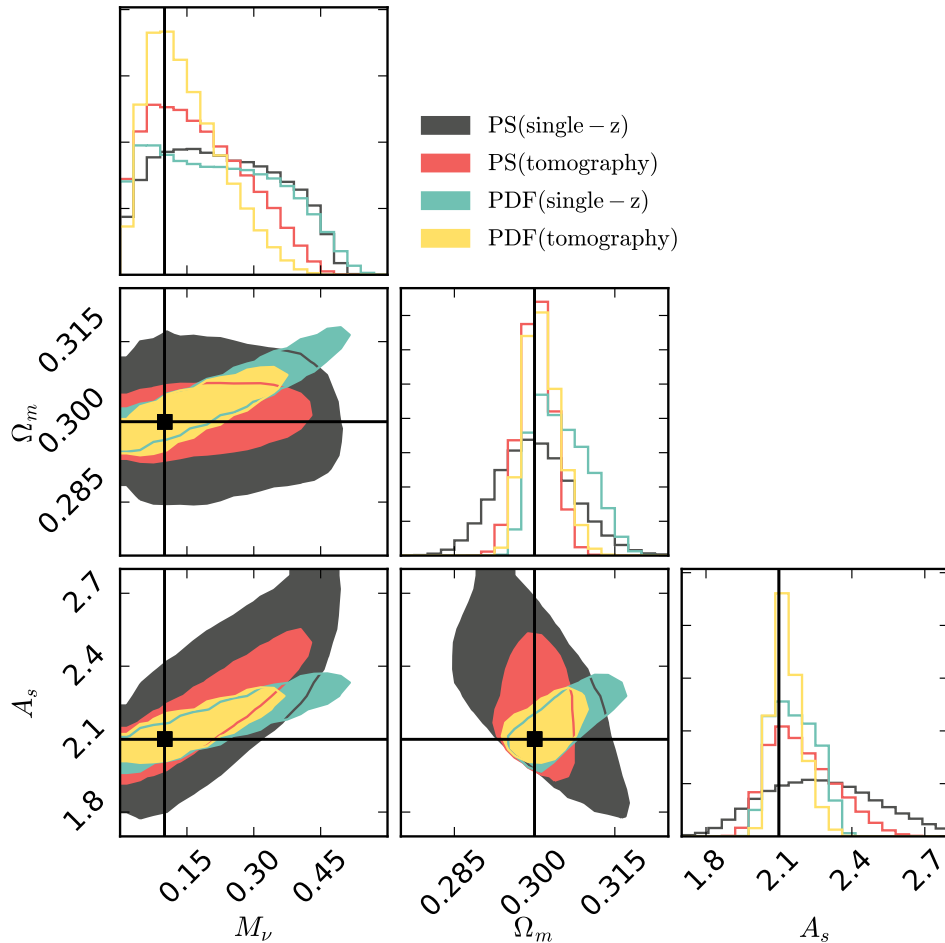 PS(single − z)
PS(tomography)
PDF(single − z)
PDF(tomography)
0.315
0.300
0.285
Ωₘ
2.7
2.4
2.1
1.8
Aₛ
0.15 0.30 0.45
0.285 0.300 0.315
1.8 2.1 2.4 2.7
Mᵥ Ωₘ Aₛ